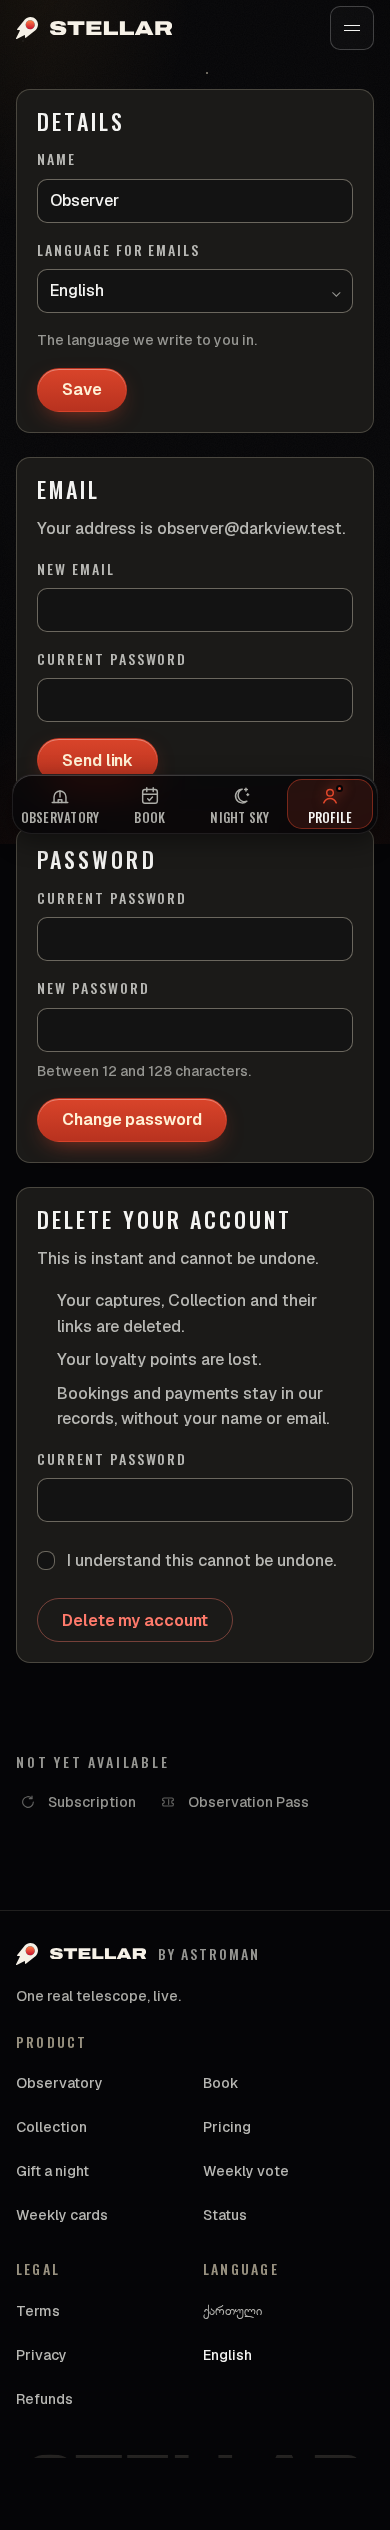 STELLAR
DETAILS
NAME
Observer
LANGUAGE FOR EMAILS
English
The language we write to you in.
Save
EMAIL
Your address is observer@darkview.test.
NEW EMAIL
CURRENT PASSWORD
Send link
OBSERVATORY
BOOK
NIGHT SKY
PROFILE
PASSWORD
CURRENT PASSWORD
NEW PASSWORD
Between 12 and 128 characters.
Change password
DELETE YOUR ACCOUNT
This is instant and cannot be undone.
Your captures, Collection and their
links are deleted.
Your loyalty points are lost.
Bookings and payments stay in our
records, without your name or email.
CURRENT PASSWORD
I understand this cannot be undone.
Delete my account
NOT YET AVAILABLE
Subscription
Observation Pass
STELLAR BY ASTROMAN
One real telescope, live.
PRODUCT
Observatory
Book
Collection
Pricing
Gift a night
Weekly vote
Weekly cards
Status
LEGAL
LANGUAGE
Terms
ქართული
Privacy
English
Refunds